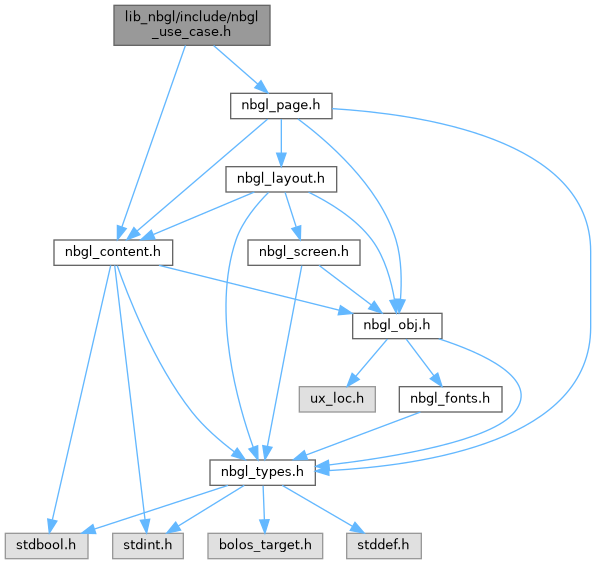 lib_nbgl/include/nbgl
_use_case.h
nbgl_page.h
nbgl_layout.h
nbgl_content.h
nbgl_screen.h
nbgl_obj.h
ux_loc.h
nbgl_fonts.h
nbgl_types.h
stdbool.h
stdint.h
bolos_target.h
stddef.h